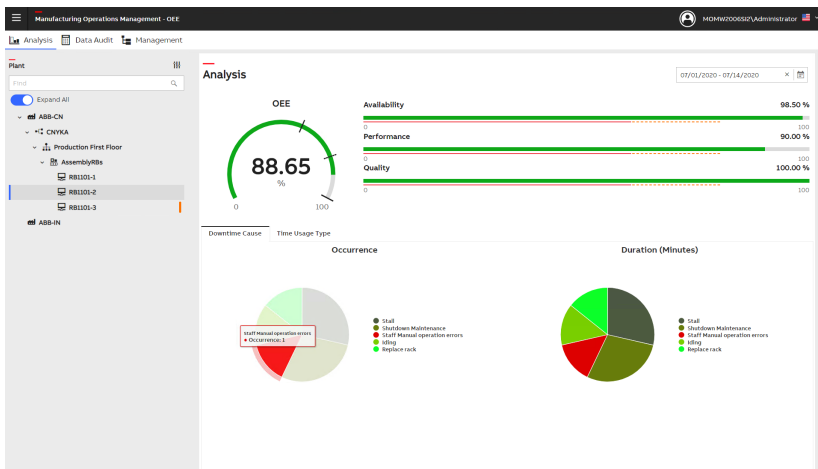 Manufacturing Operations Management - OEE
MOMW2006SI2\Administrator
Analysis Data Audit Management
Plant
Find
Expand All
ABB-CN
CNYKA
Production First Floor
AssemblyRBs
RB1101-1
RB1101-2
RB1101-3
ABB-IN
Analysis
07/01/2020 - 07/14/2020 ×
OEE
88.65
%
0 100
Availability 98.50 %
0 100
Performance 90.00 %
0 100
Quality 100.00 %
0 100
Downtime Cause Time Usage Type
Occurrence
Staff Manual operation errors
Occurrence: 1
Stall
Shutdown Maintenance
Staff Manual operation errors
Idling
Replace rack
Duration (Minutes)
Stall
Shutdown Maintenance
Staff Manual operation errors
Idling
Replace rack